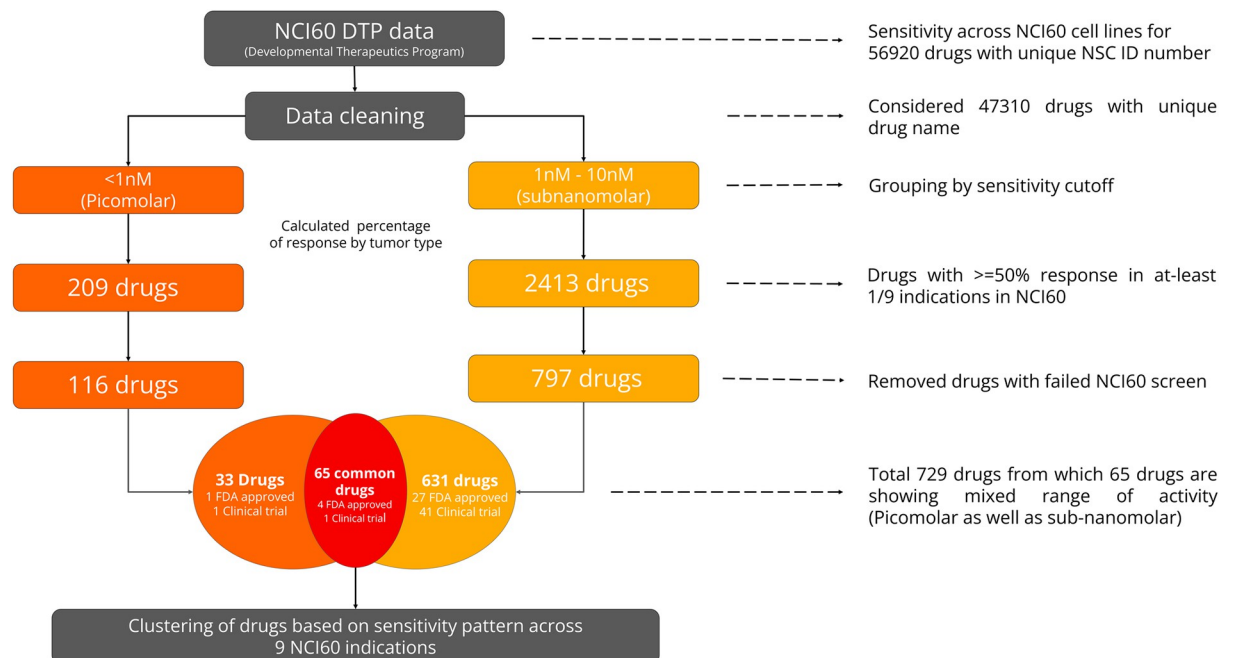 NCI60 DTP data
(Developmental Therapeutics Program)
Sensitivity across NCI60 cell lines for
56920 drugs with unique NSC ID number
Data cleaning
Considered 47310 drugs with unique
drug name
<1nM
(Picomolar)
1nM - 10nM
(subnanomolar)
Grouping by sensitivity cutoff
Calculated percentage
of response by tumor type
209 drugs
2413 drugs
Drugs with >=50% response in at-least
1/9 indications in NCI60
116 drugs
797 drugs
Removed drugs with failed NCI60 screen
33 Drugs
1 FDA approved
1 Clinical trial
65 common
drugs
4 FDA approved
1 Clinical trial
631 drugs
27 FDA approved
41 Clinical trial
Total 729 drugs from which 65 drugs are
showing mixed range of activity
(Picomolar as well as sub-nanomolar)
Clustering of drugs based on sensitivity pattern across
9 NCI60 indications